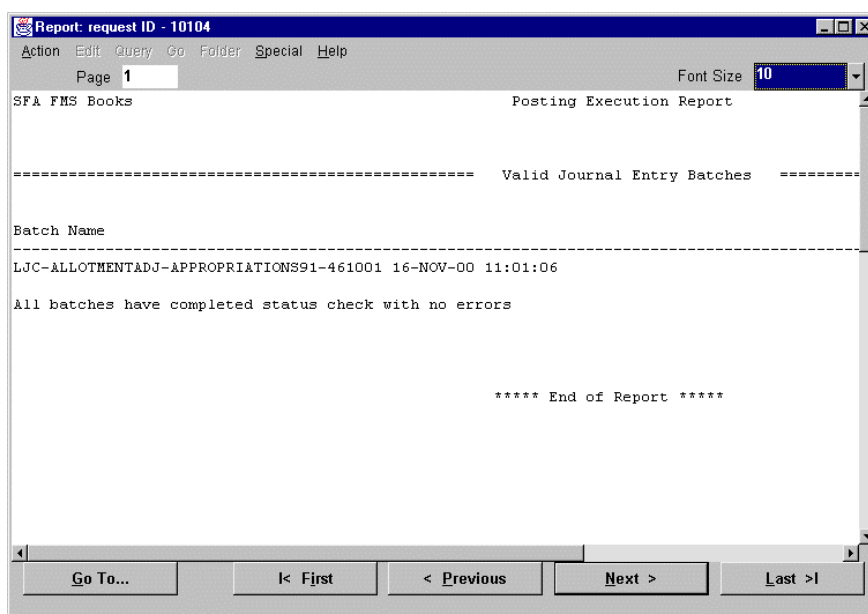 Report: request ID - 10104
Action Edit Query Go Folder Special Help
Page 1 Font Size 10
SFA FMS Books Posting Execution Report
================================================== Valid Journal Entry Batches =========
Batch Name
--------------------------------------------------------------------------------------------
LJC-ALLOTMENTADJ-APPROPRIATIONS91-461001 16-NOV-00 11:01:06
All batches have completed status check with no errors
***** End of Report *****
Go To... I< First < Previous Next > Last >I